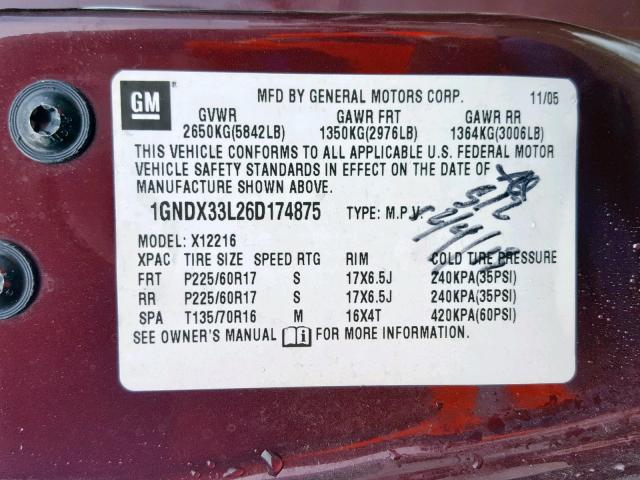 GM
MFD BY GENERAL MOTORS CORP. 11/05
GVWR GAWR FRT GAWR RR
2650KG(5842LB) 1350KG(2976LB) 1364KG(3006LB)
THIS VEHICLE CONFORMS TO ALL APPLICABLE U.S. FEDERAL MOTOR
VEHICLE SAFETY STANDARDS IN EFFECT ON THE DATE OF
MANUFACTURE SHOWN ABOVE.
1GNDX33L26D174875 TYPE: M.P.V.
MODEL: X12216
XPAC TIRE SIZE SPEED RTG RIM COLD TIRE PRESSURE
FRT P225/60R17 S 17X6.5J 240KPA(35PSI)
RR P225/60R17 S 17X6.5J 240KPA(35PSI)
SPA T135/70R16 M 16X4T 420KPA(60PSI)
SEE OWNER'S MANUAL FOR MORE INFORMATION.